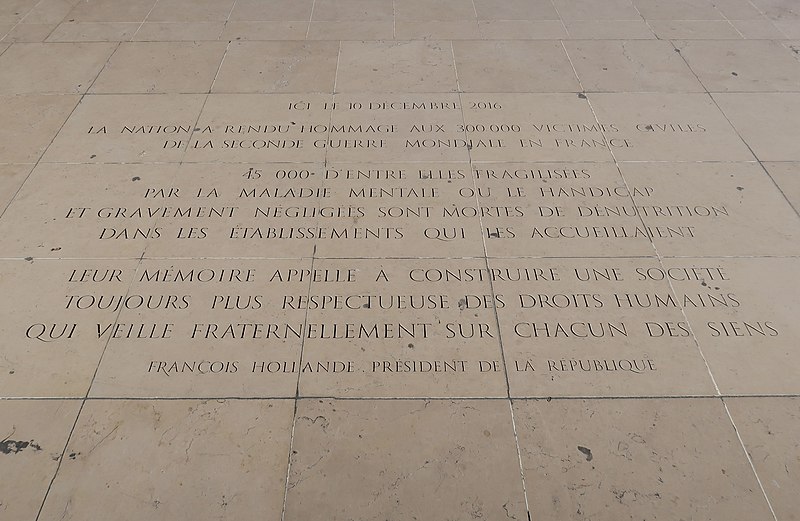 ICI LE 10 DÉCEMBRE 2016
LA NATION A RENDU HOMMAGE AUX 300.000 VICTIMES CIVILES
DE LA SECONDE GUERRE MONDIALE EN FRANCE
45 000 D'ENTRE ELLES FRAGILISÉES
PAR LA MALADIE MENTALE OU LE HANDICAP
ET GRAVEMENT NÉGLIGÉES SONT MORTES DE DÉNUTRITION
DANS LES ÉTABLISSEMENTS QUI LES ACCUEILLAIENT
LEUR MÉMOIRE APPELLE À CONSTRUIRE UNE SOCIÉTÉ
TOUJOURS PLUS RESPECTUEUSE DES DROITS HUMAINS
QUI VEILLE FRATERNELLEMENT SUR CHACUN DES SIENS
FRANÇOIS HOLLANDE, PRÉSIDENT DE LA RÉPUBLIQUE